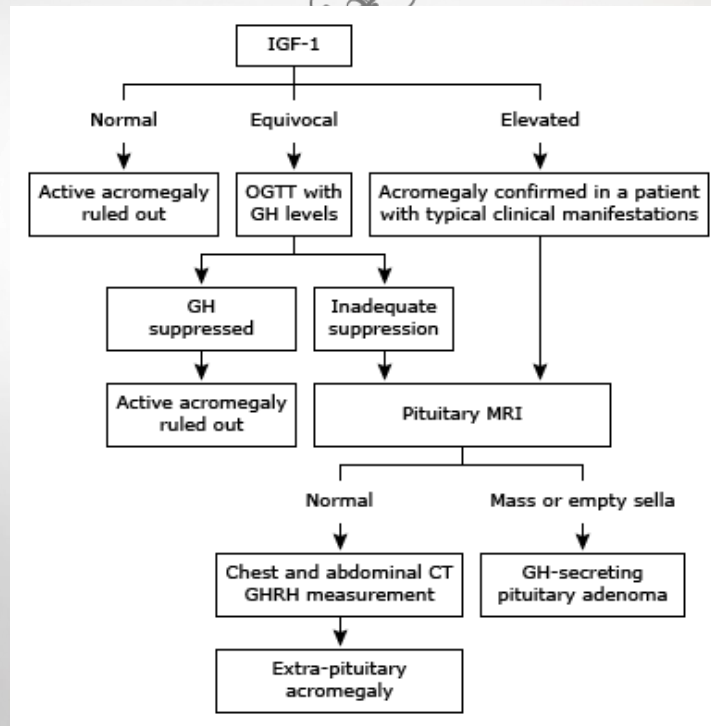 IGF-1
Normal
Equivocal
Elevated
Active acromegaly
ruled out
OGTT with
GH levels
Acromegaly confirmed in a patient
with typical clinical manifestations
GH
suppressed
Inadequate
suppression
Active acromegaly
ruled out
Pituitary MRI
Normal
Mass or empty sella
Chest and abdominal CT
GHRH measurement
GH-secreting
pituitary adenoma
Extra-pituitary
acromegaly